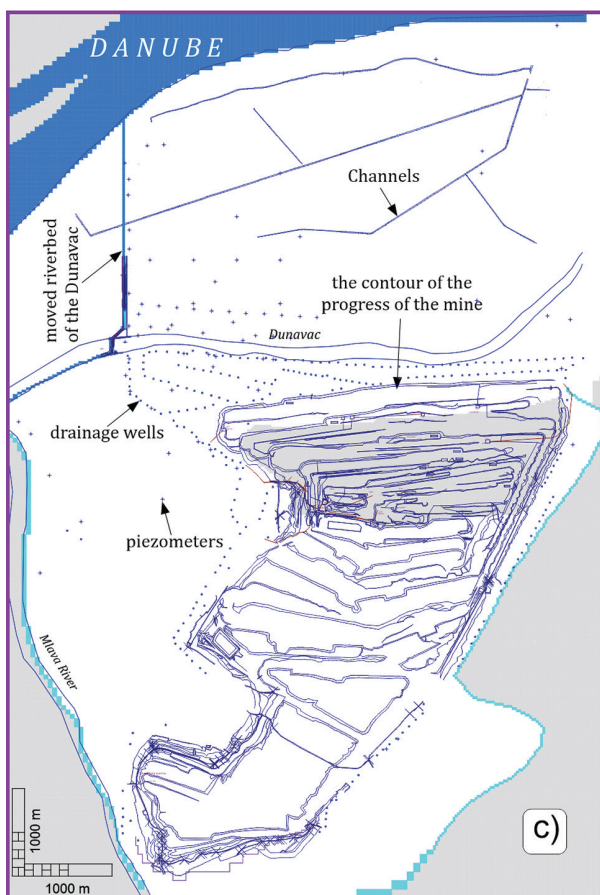 DANUBE
Channels
moved riverbed
of the Dunavac
the contour of the
progress of the mine
Dunavac
drainage wells
piezometers
Mlava River
1000 m
1000 m
c)